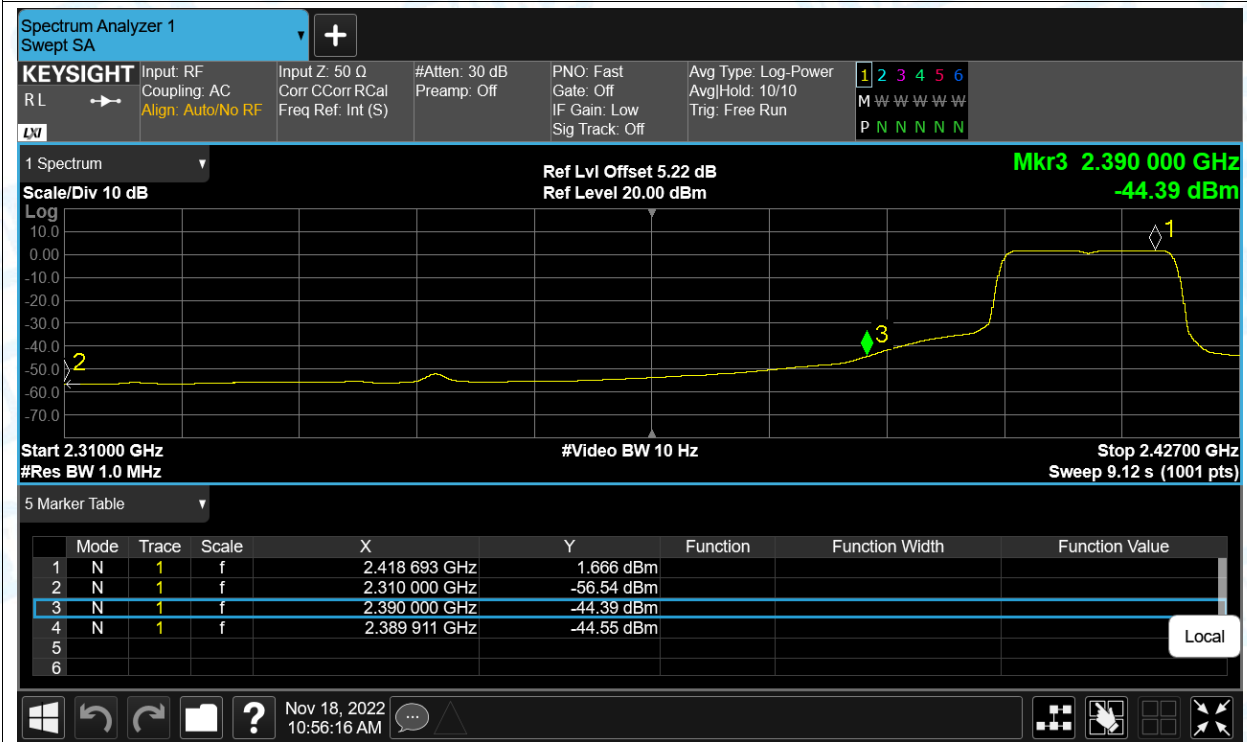 Spectrum Analyzer 1
Swept SA
+
KEYSIGHT
R L
LXI
Input: RF
Coupling: AC
Align: Auto/No RF
Input Z: 50 Ω
Corr CCorr RCal
Freq Ref: Int (S)
#Atten: 30 dB
Preamp: Off
PNO: Fast
Gate: Off
IF Gain: Low
Sig Track: Off
Avg Type: Log-Power
Avg|Hold: 10/10
Trig: Free Run
1 2 3 4 5 6
M W W W W W
P N N N N N
1 Spectrum
Scale/Div 10 dB
Ref Lvl Offset 5.22 dB
Ref Level 20.00 dBm
Mkr3 2.390 000 GHz
-44.39 dBm
Log
10.0
0.00
-10.0
-20.0
-30.0
-40.0
-50.0
-60.0
-70.0
1
2
3
Start 2.31000 GHz
#Res BW 1.0 MHz
#Video BW 10 Hz
Stop 2.42700 GHz
Sweep 9.12 s (1001 pts)
5 Marker Table
Mode Trace Scale X Y Function Function Width Function Value
1 N 1 f 2.418 693 GHz 1.666 dBm
2 N 1 f 2.310 000 GHz -56.54 dBm
3 N 1 f 2.390 000 GHz -44.39 dBm
4 N 1 f 2.389 911 GHz -44.55 dBm
5
6
Local
?
Nov 18, 2022
10:56:16 AM